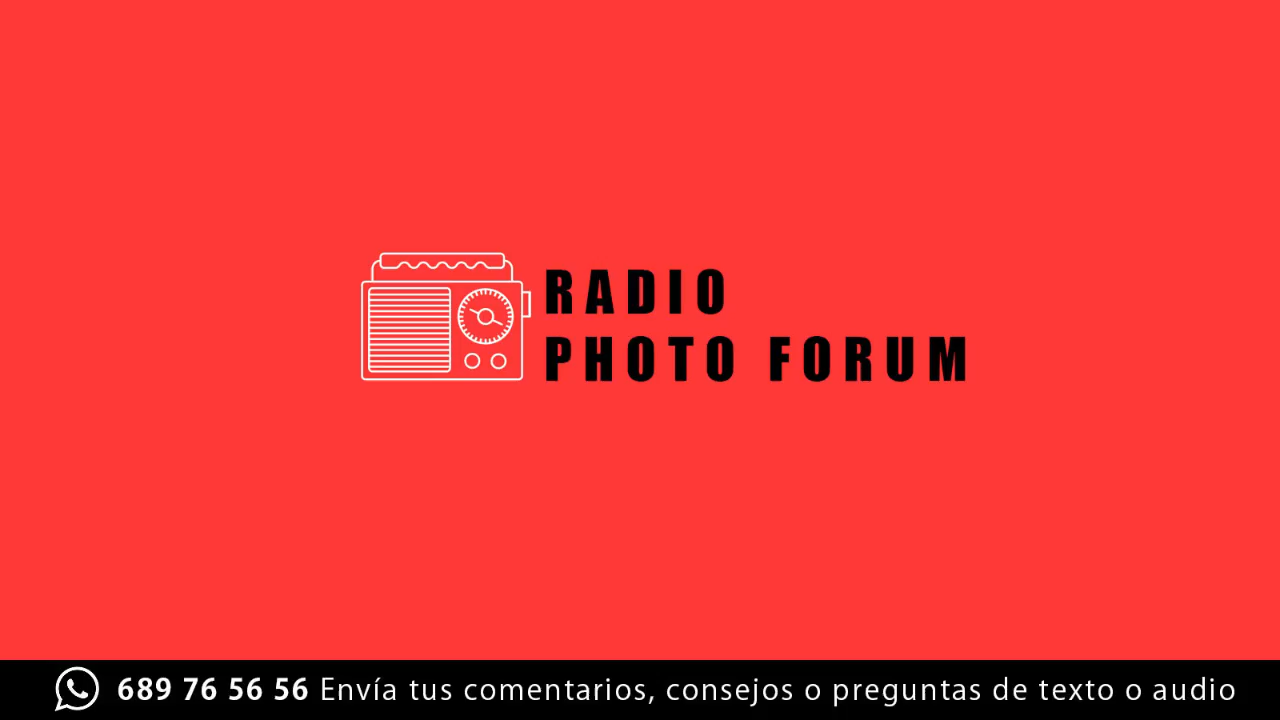 RADIO
PHOTO FORUM
689 76 56 56 Envía tus comentarios, consejos o preguntas de texto o audio